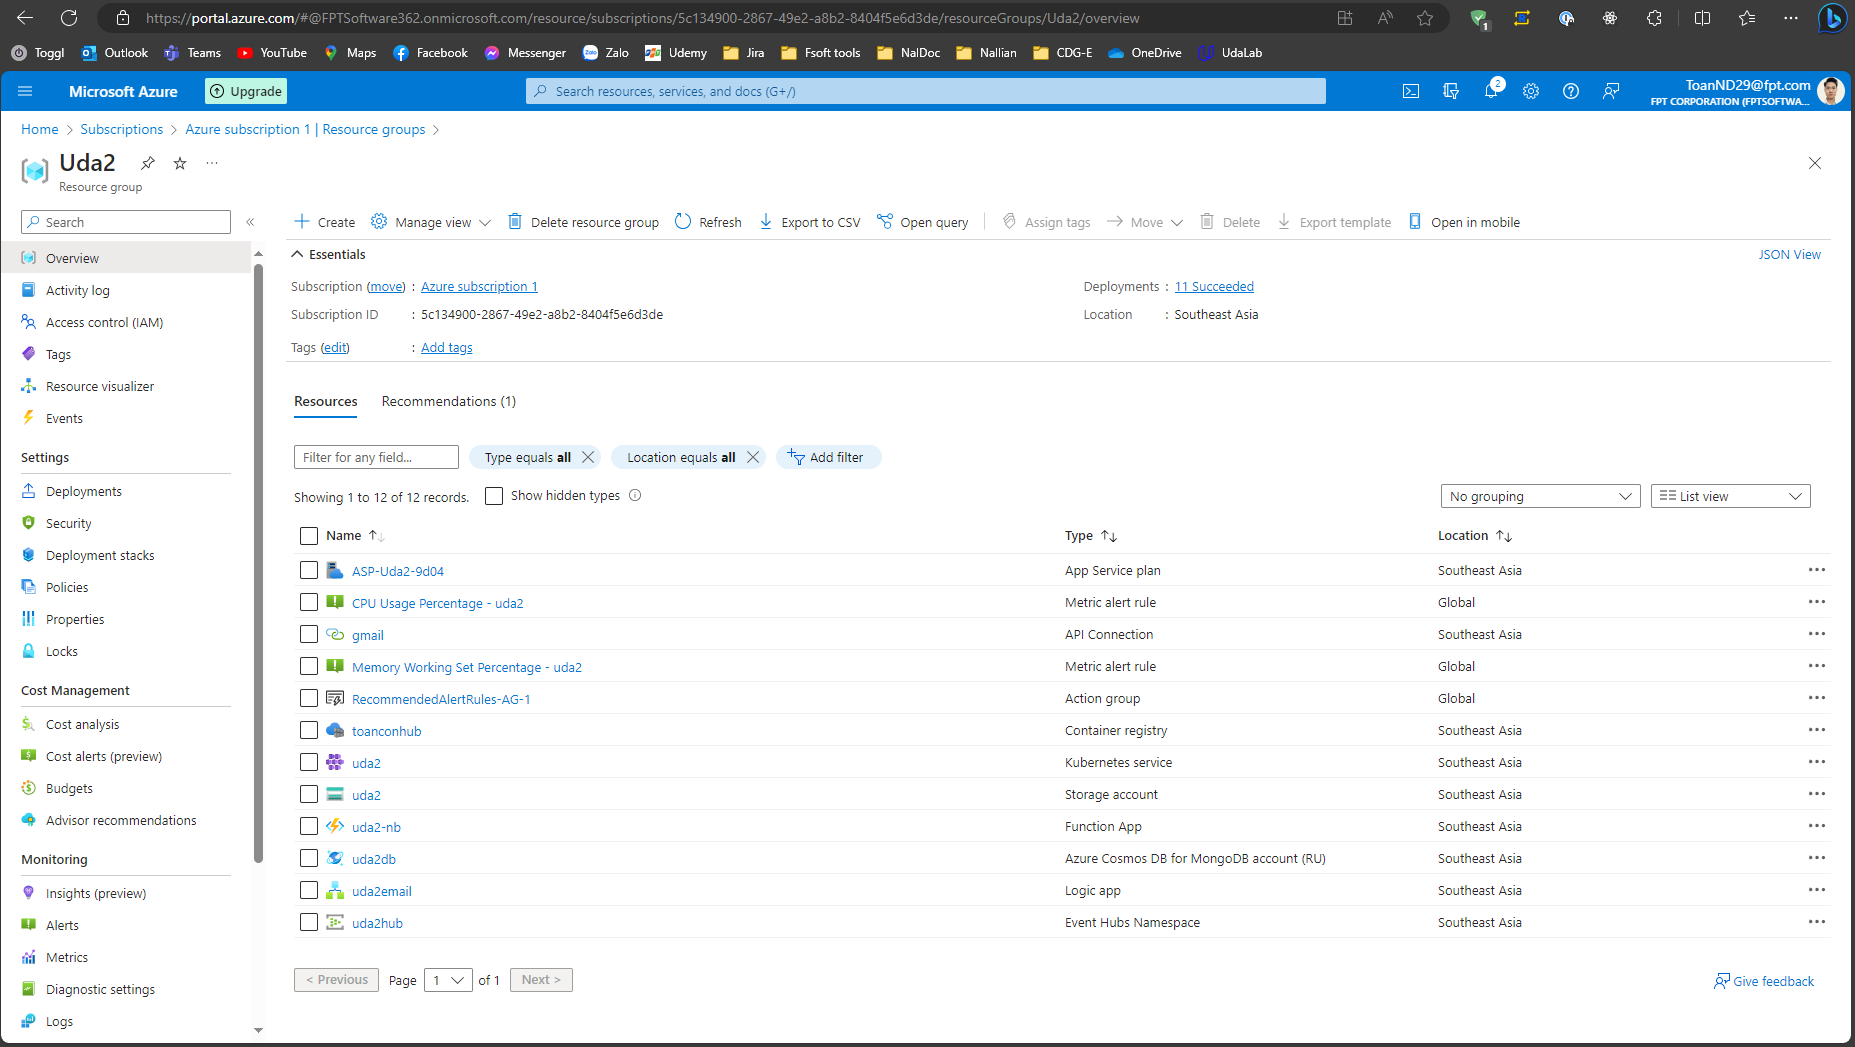 https://portal.azure.com/#@FPTSoftware362.onmicrosoft.com/resource/subscriptions/5c134900-2867-49e2-a8b2-8404f5e6d3de/resourceGroups/Uda2/overview
1
Toggl Outlook Teams YouTube Maps Facebook Messenger Zalo Udemy Jira Fsoft tools NalDoc Nallian CDG-E OneDrive UdaLab
Microsoft Azure Upgrade Search resources, services, and docs (G+/) 2 ToanND29@fpt.com
FPT CORPORATION (FPTSOFTWA...
Home > Subscriptions > Azure subscription 1 | Resource groups >
Uda2 ...
Resource group
Search «
Create Manage view Delete resource group Refresh Export to CSV Open query Assign tags Move Delete Export template Open in mobile
Overview
Activity log
Access control (IAM)
Tags
Resource visualizer
Events
Settings
Deployments
Security
Deployment stacks
Policies
Properties
Locks
Cost Management
Cost analysis
Cost alerts (preview)
Budgets
Advisor recommendations
Monitoring
Insights (preview)
Alerts
Metrics
Diagnostic settings
Logs
Essentials JSON View
Subscription (move) : Azure subscription 1 Deployments : 11 Succeeded
Subscription ID : 5c134900-2867-49e2-a8b2-8404f5e6d3de Location : Southeast Asia
Tags (edit) : Add tags
Resources Recommendations (1)
Filter for any field... Type equals all Location equals all Add filter
Showing 1 to 12 of 12 records. Show hidden types No grouping List view
Name Type Location
ASP-Uda2-9d04 App Service plan Southeast Asia ...
CPU Usage Percentage - uda2 Metric alert rule Global ...
gmail API Connection Southeast Asia ...
Memory Working Set Percentage - uda2 Metric alert rule Global ...
RecommendedAlertRules-AG-1 Action group Global ...
toanconhub Container registry Southeast Asia ...
uda2 Kubernetes service Southeast Asia ...
uda2 Storage account Southeast Asia ...
uda2-nb Function App Southeast Asia ...
uda2db Azure Cosmos DB for MongoDB account (RU) Southeast Asia ...
uda2email Logic app Southeast Asia ...
uda2hub Event Hubs Namespace Southeast Asia ...
< Previous Page 1 of 1 Next > Give feedback